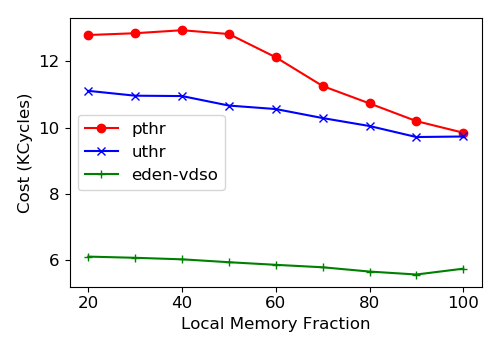 12
10
8
6
Cost (KCycles)
pthr
uthr
eden-vdso
20 40 60 80 100
Local Memory Fraction